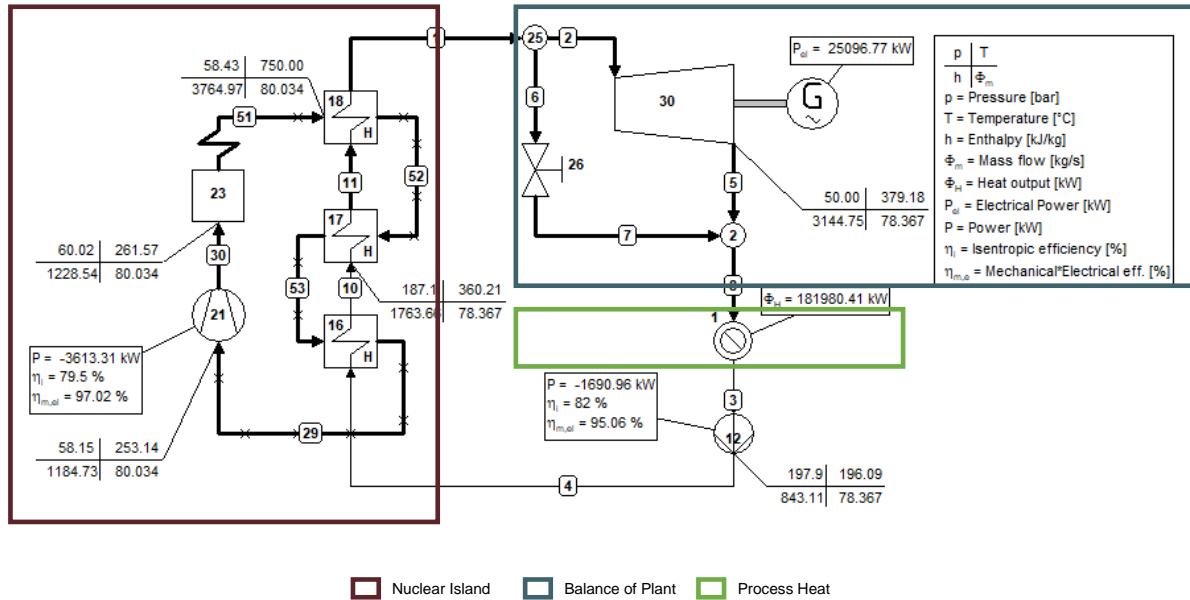 1
25
2
P_el = 25096.77 kW
p | T
h | Φ_m
p = Pressure [bar]
T = Temperature [°C]
h = Enthalpy [kJ/kg]
Φ_m = Mass flow [kg/s]
Φ_H = Heat output [kW]
P_el = Electrical Power [kW]
P = Power [kW]
η_i = Isentropic efficiency [%]
η_m,e = Mechanical*Electrical eff. [%]
58.43 | 750.00
3764.97 | 80.034
18
H
6
30
G
~
51
11
52
26
23
17
H
5
50.00 | 379.18
3144.75 | 78.367
60.02 | 261.57
1228.54 | 80.034
30
7
2
53
10
187.1 | 360.21
1763.66 | 78.367
8
Φ_H = 181980.41 kW
21
16
H
1
P = -3613.31 kW
η_i = 79.5 %
η_m,el = 97.02 %
P = -1690.96 kW
η_i = 82 %
η_m,el = 95.06 %
3
12
29
58.15 | 253.14
1184.73 | 80.034
4
197.9 | 196.09
843.11 | 78.367
Nuclear Island
Balance of Plant
Process Heat